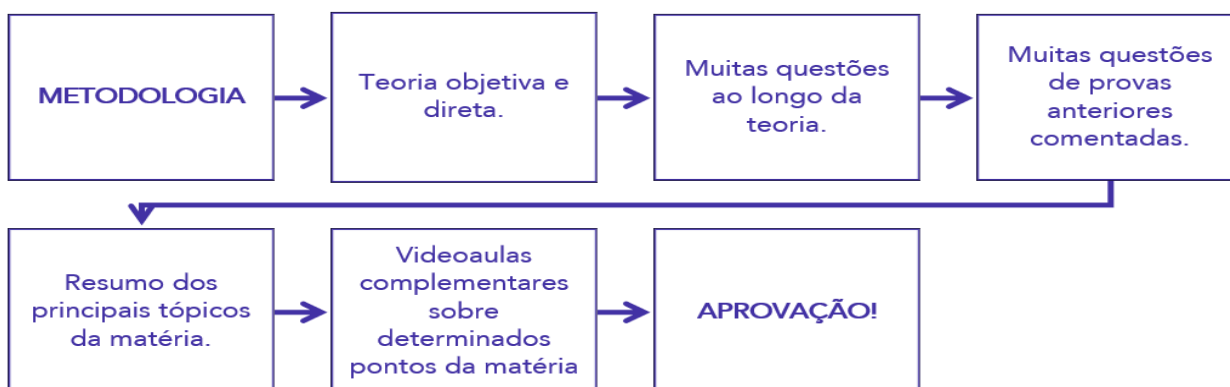 METODOLOGIA
Teoria objetiva e
direta.
Muitas questões
ao longo da
teoria.
Muitas questões
de provas
anteriores
comentadas.
Resumo dos
principais tópicos
da matéria.
Videoaulas
complementares
sobre
determinados
pontos da matéria
APROVAÇÃO!